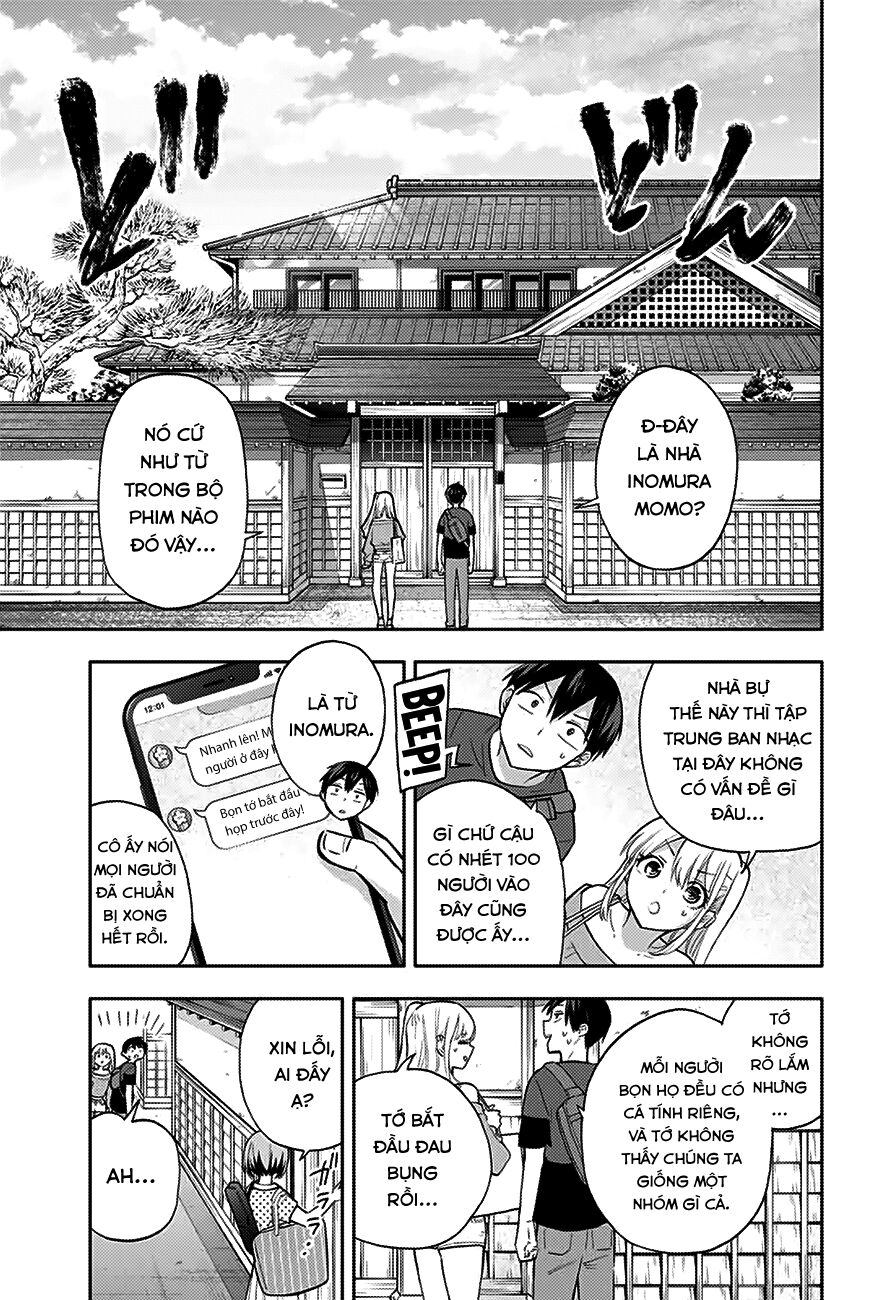 ドドン
Đ-ĐÂY
LÀ NHÀ
INOMURA
MOMO?
NÓ CỨ
NHƯ TỪ
TRONG BỘ
PHIM NÀO
ĐÓ VẬY...
NHÀ BỰ
THẾ NÀY THÌ TẬP
TRUNG BAN NHẠC
TẠI ĐÂY KHÔNG
CÓ VẤN ĐỀ GÌ
ĐÂU...
GÌ CHỨ CẬU
CÓ NHÉT 100
NGƯỜI VÀO
ĐÂY CŨNG
ĐƯỢC ẤY...
BEEP!
LÀ TỪ
INOMURA.
12:01
Nhanh lên! M
người ở đây
Bọn tớ bắt đầu
họp trước đây!
CÔ ẤY NÓI
MỌI NGƯỜI
ĐÃ CHUẨN
BỊ XONG
HẾT RỒI.
TỚ
KHÔNG
RÕ LẮM
NHƯNG
...
MỖI NGƯỜI
BỌN HỌ ĐỀU CÓ
CÁ TÍNH RIÊNG,
VÀ TỚ KHÔNG
THẤY CHÚNG TA
GIỐNG MỘT
NHÓM GÌ CẢ.
TỚ BẮT
ĐẦU ĐAU
BỤNG
RỒI...
XIN LỖI,
AI ĐẤY
Ạ?
AH...